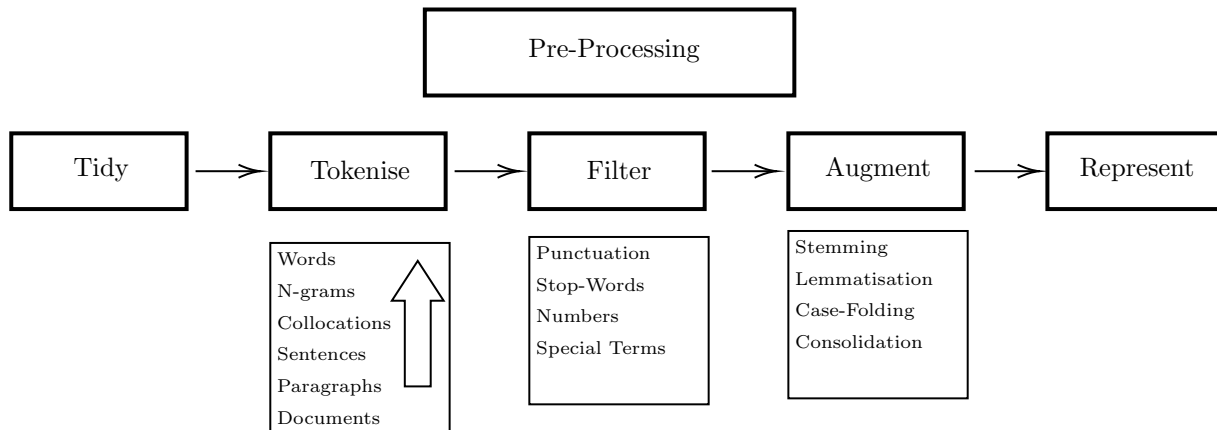 Pre-Processing
Tidy
Tokenise
Filter
Augment
Represent
Words
N-grams
Collocations
Sentences
Paragraphs
Documents
Punctuation
Stop-Words
Numbers
Special Terms
Stemming
Lemmatisation
Case-Folding
Consolidation